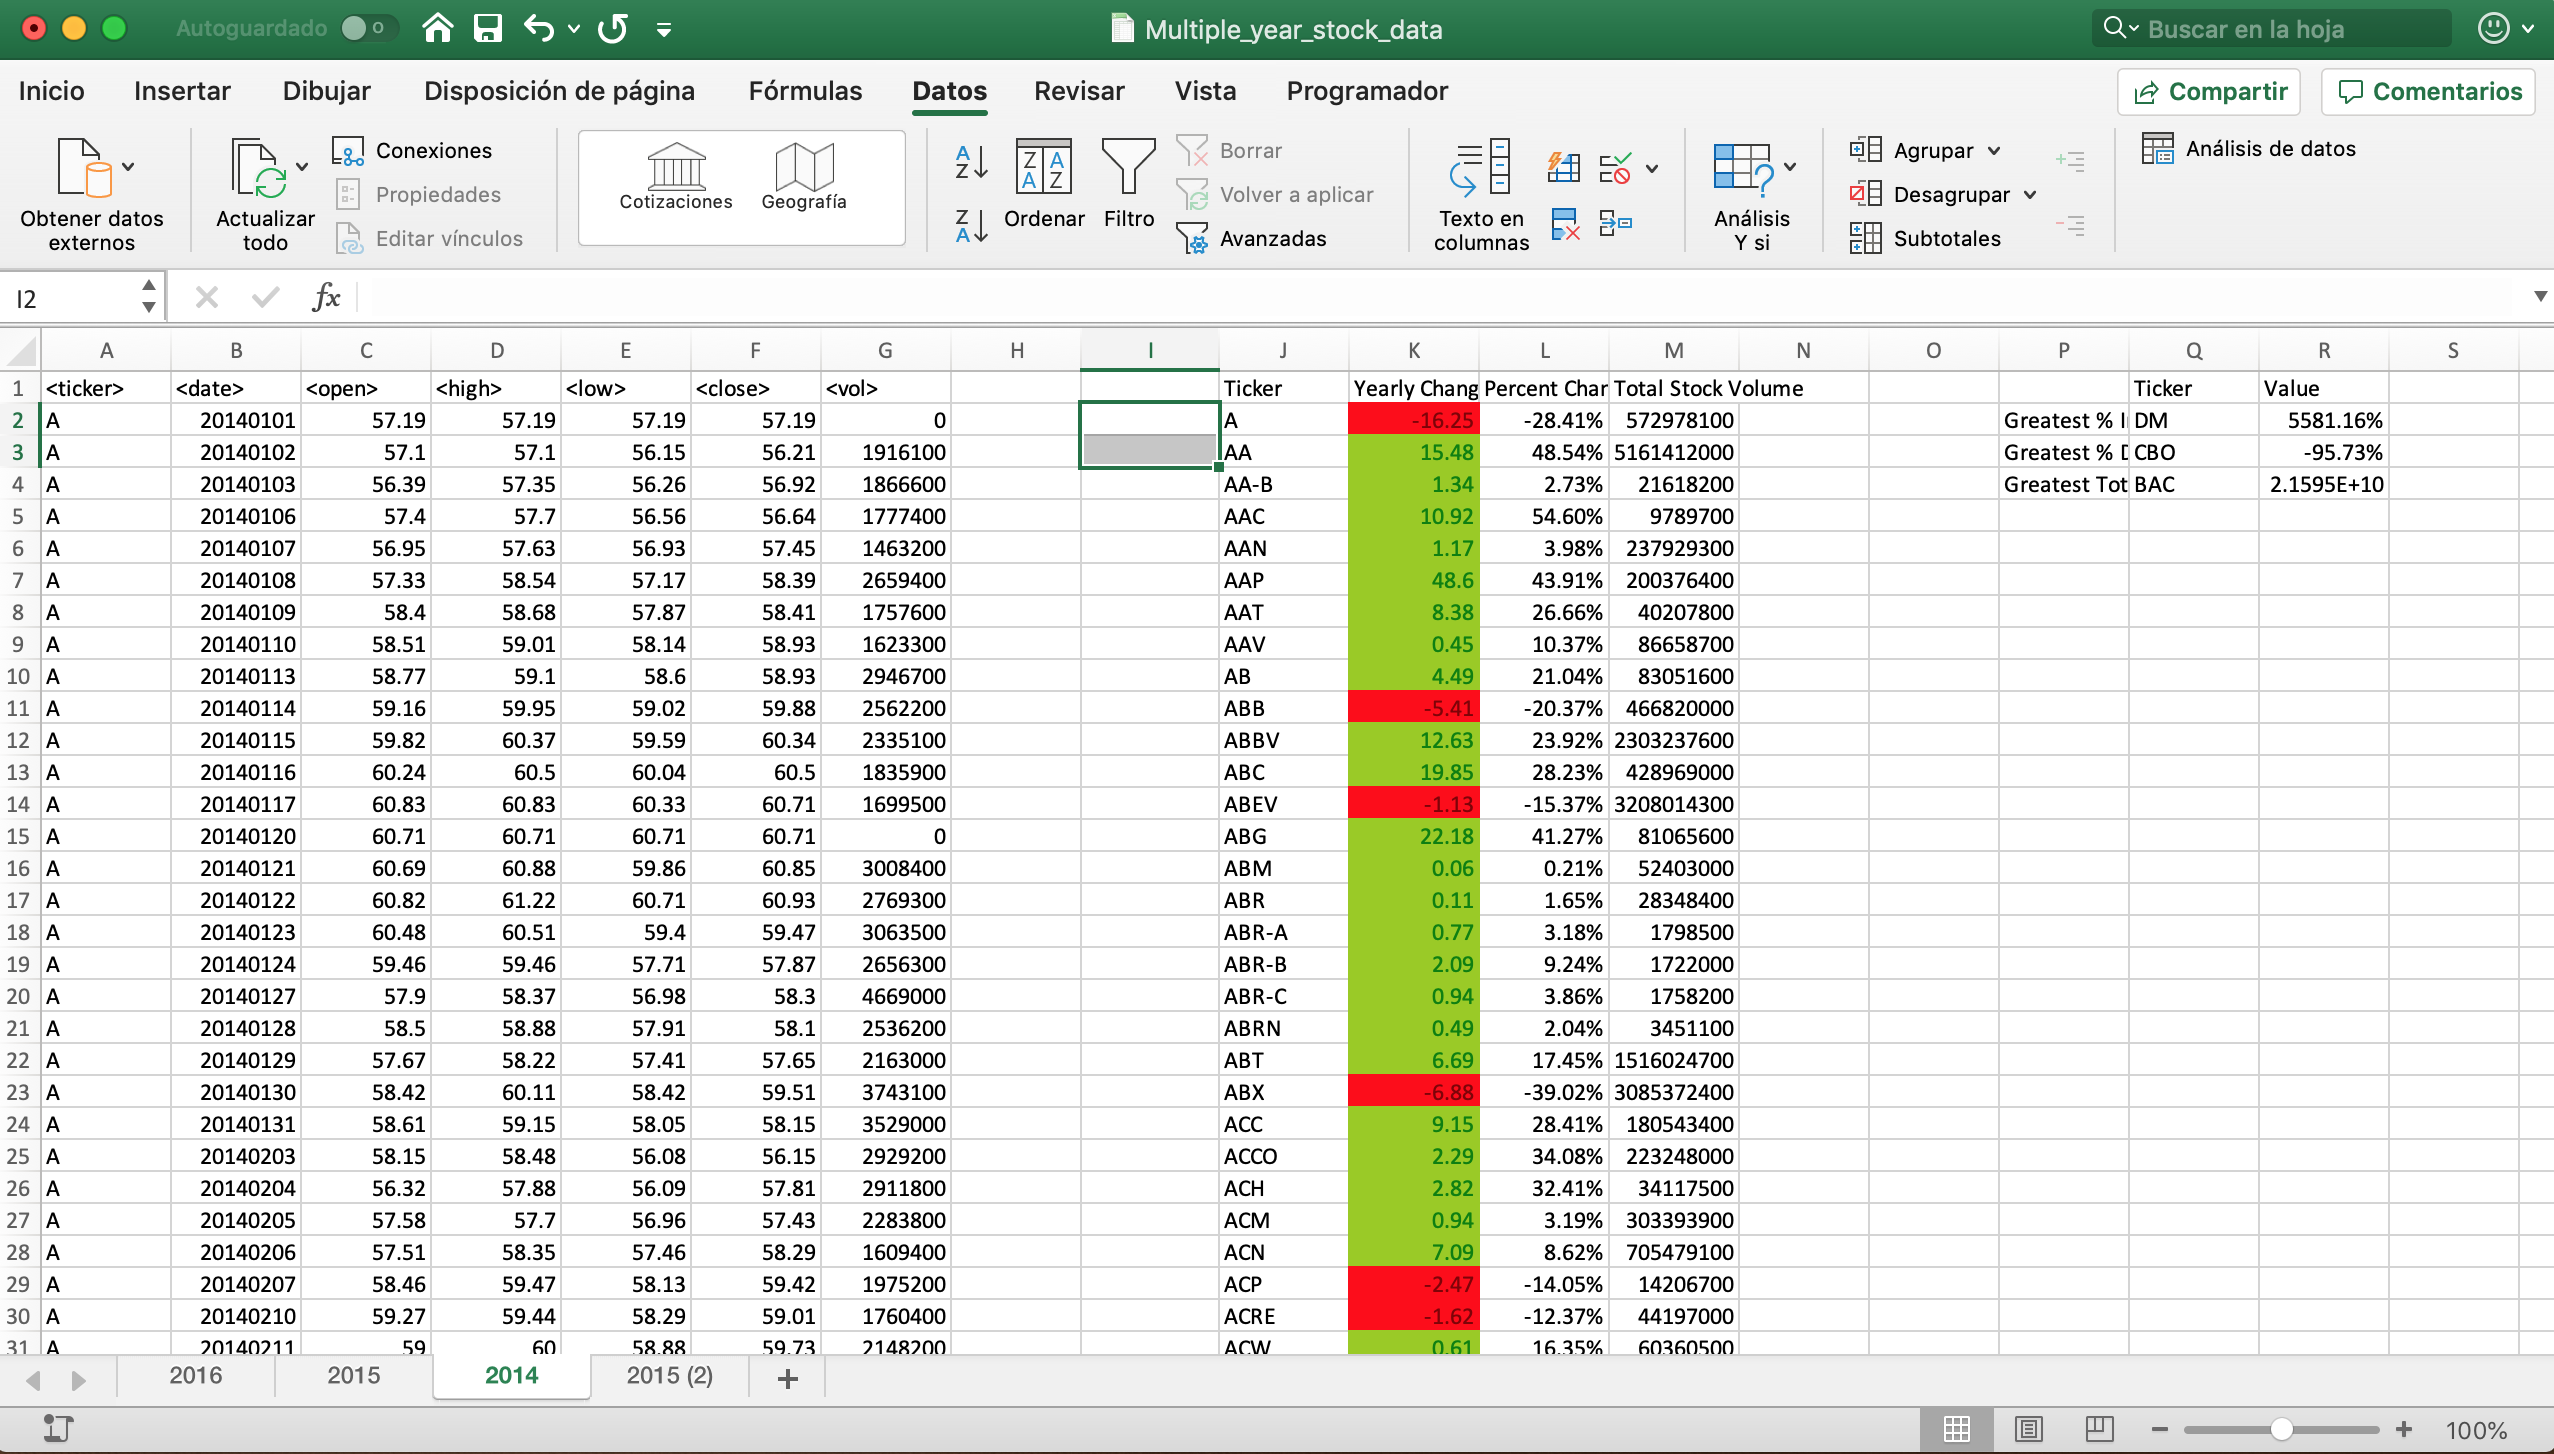 Autoguardado
Multiple_year_stock_data
Buscar en la hoja
Inicio Insertar Dibujar Disposición de página Fórmulas Datos Revisar Vista Programador Compartir Comentarios
Obtener datos externos
Actualizar todo
Conexiones
Propiedades
Editar vínculos
Cotizaciones Geografía
Ordenar Filtro
Borrar
Volver a aplicar
Avanzadas
Texto en columnas
Análisis Y si
Agrupar
Desagrupar
Subtotales
Análisis de datos
I2 fx
A B C D E F G H I J K L M N O P Q R S
1 <ticker> <date> <open> <high> <low> <close> <vol> Ticker Yearly Chang Percent Char Total Stock Volume Ticker Value
2 A 20140101 57.19 57.19 57.19 57.19 0 A -16.25 -28.41% 572978100 Greatest % I DM 5581.16%
3 A 20140102 57.1 57.1 56.15 56.21 1916100 AA 15.48 48.54% 5161412000 Greatest % D CBO -95.73%
4 A 20140103 56.39 57.35 56.26 56.92 1866600 AA-B 1.34 2.73% 21618200 Greatest Tot BAC 2.1595E+10
5 A 20140106 57.4 57.7 56.56 56.64 1777400 AAC 10.92 54.60% 9789700
6 A 20140107 56.95 57.63 56.93 57.45 1463200 AAN 1.17 3.98% 237929300
7 A 20140108 57.33 58.54 57.17 58.39 2659400 AAP 48.6 43.91% 200376400
8 A 20140109 58.4 58.68 57.87 58.41 1757600 AAT 8.38 26.66% 40207800
9 A 20140110 58.51 59.01 58.14 58.93 1623300 AAV 0.45 10.37% 86658700
10 A 20140113 58.77 59.1 58.6 58.93 2946700 AB 4.49 21.04% 83051600
11 A 20140114 59.16 59.95 59.02 59.88 2562200 ABB -5.41 -20.37% 466820000
12 A 20140115 59.82 60.37 59.59 60.34 2335100 ABBV 12.63 23.92% 2303237600
13 A 20140116 60.24 60.5 60.04 60.5 1835900 ABC 19.85 28.23% 428969000
14 A 20140117 60.83 60.83 60.33 60.71 1699500 ABEV -1.13 -15.37% 3208014300
15 A 20140120 60.71 60.71 60.71 60.71 0 ABG 22.18 41.27% 81065600
16 A 20140121 60.69 60.88 59.86 60.85 3008400 ABM 0.06 0.21% 52403000
17 A 20140122 60.82 61.22 60.71 60.93 2769300 ABR 0.11 1.65% 28348400
18 A 20140123 60.48 60.51 59.4 59.47 3063500 ABR-A 0.77 3.18% 1798500
19 A 20140124 59.46 59.46 57.71 57.87 2656300 ABR-B 2.09 9.24% 1722000
20 A 20140127 57.9 58.37 56.98 58.3 4669000 ABR-C 0.94 3.86% 1758200
21 A 20140128 58.5 58.88 57.91 58.1 2536200 ABRN 0.49 2.04% 3451100
22 A 20140129 57.67 58.22 57.41 57.65 2163000 ABT 6.69 17.45% 1516024700
23 A 20140130 58.42 60.11 58.42 59.51 3743100 ABX -6.88 -39.02% 3085372400
24 A 20140131 58.61 59.15 58.05 58.15 3529000 ACC 9.15 28.41% 180543400
25 A 20140203 58.15 58.48 56.08 56.15 2929200 ACCO 2.29 34.08% 223248000
26 A 20140204 56.32 57.88 56.09 57.81 2911800 ACH 2.82 32.41% 34117500
27 A 20140205 57.58 57.7 56.96 57.43 2283800 ACM 0.94 3.19% 303393900
28 A 20140206 57.51 58.35 57.46 58.29 1609400 ACN 7.09 8.62% 705479100
29 A 20140207 58.46 59.47 58.13 59.42 1975200 ACP -2.47 -14.05% 14206700
30 A 20140210 59.27 59.44 58.29 59.01 1760400 ACRE -1.62 -12.37% 44197000
31 A 20140211 59 60 58.88 59.73 2148200 ACW 0.61 16.35% 60360500
2016 2015 2014 2015 (2) +
100%